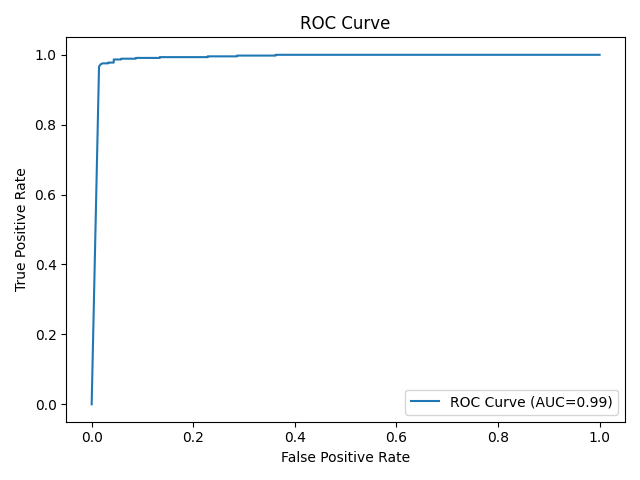 ROC Curve
True Positive Rate
1.0
0.8
0.6
0.4
0.2
0.0
ROC Curve (AUC=0.99)
0.0 0.2 0.4 0.6 0.8 1.0
False Positive Rate